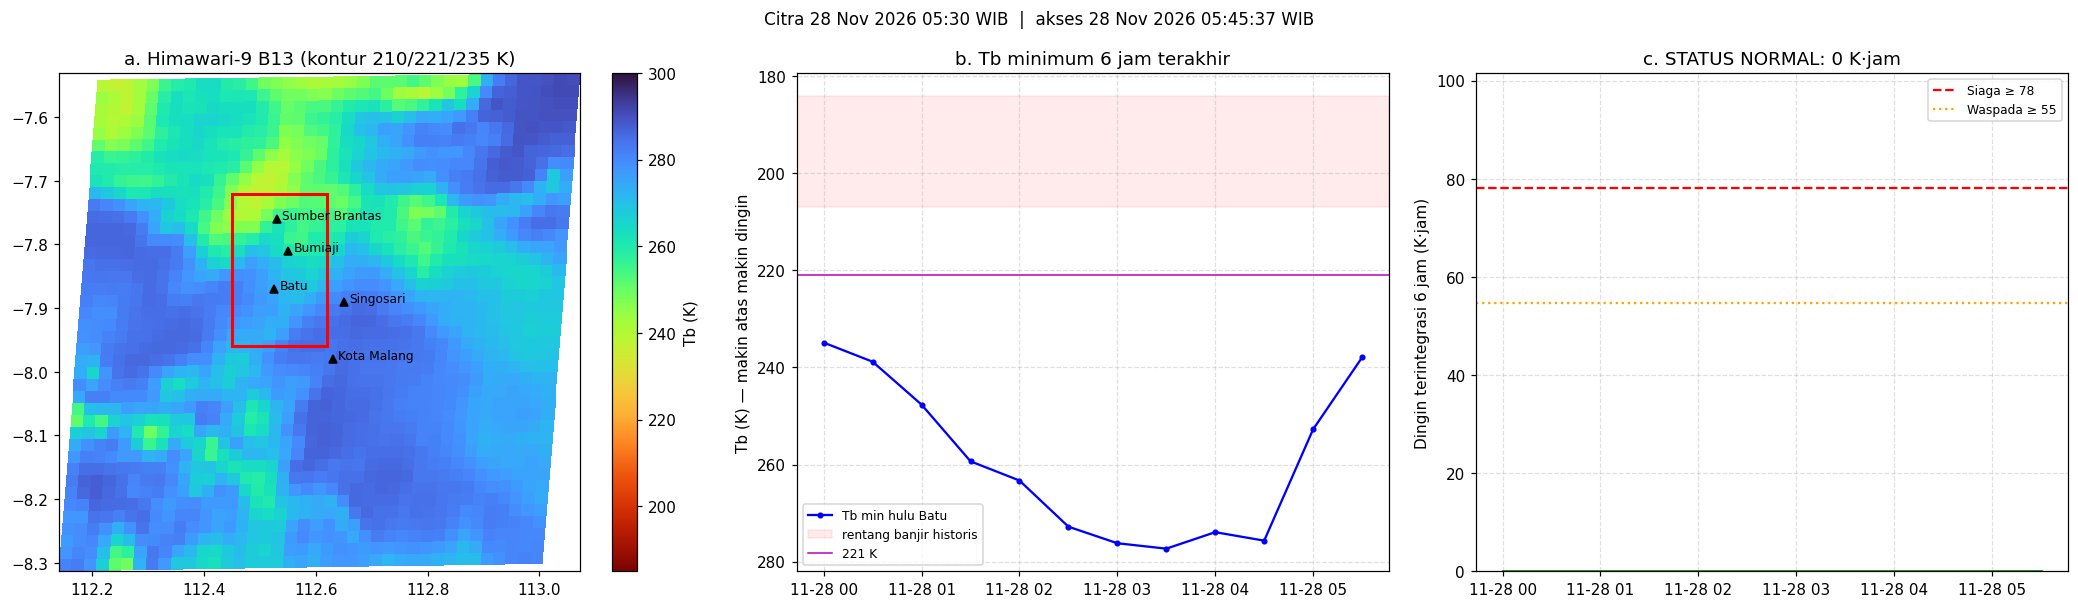 Citra 28 Nov 2026 05:30 WIB | akses 28 Nov 2026 05:45:37 WIB
a. Himawari-9 B13 (kontur 210/221/235 K)
−7.6
−7.7
−7.8
−7.9
−8.0
−8.1
−8.2
−8.3
112.2
112.4
112.6
112.8
113.0
Sumber Brantas
Bumiaji
Batu
Singosari
Kota Malang
300
280
260
240
220
200
Tb (K)
b. Tb minimum 6 jam terakhir
Tb (K) — makin atas makin dingin
180
200
220
240
260
280
Tb min hulu Batu
rentang banjir historis
221 K
11-28 00
11-28 01
11-28 02
11-28 03
11-28 04
11-28 05
c. STATUS NORMAL: 0 K·jam
Dingin terintegrasi 6 jam (K·jam)
100
80
60
40
20
0
Siaga ≥ 78
Waspada ≥ 55
11-28 00
11-28 01
11-28 02
11-28 03
11-28 04
11-28 05